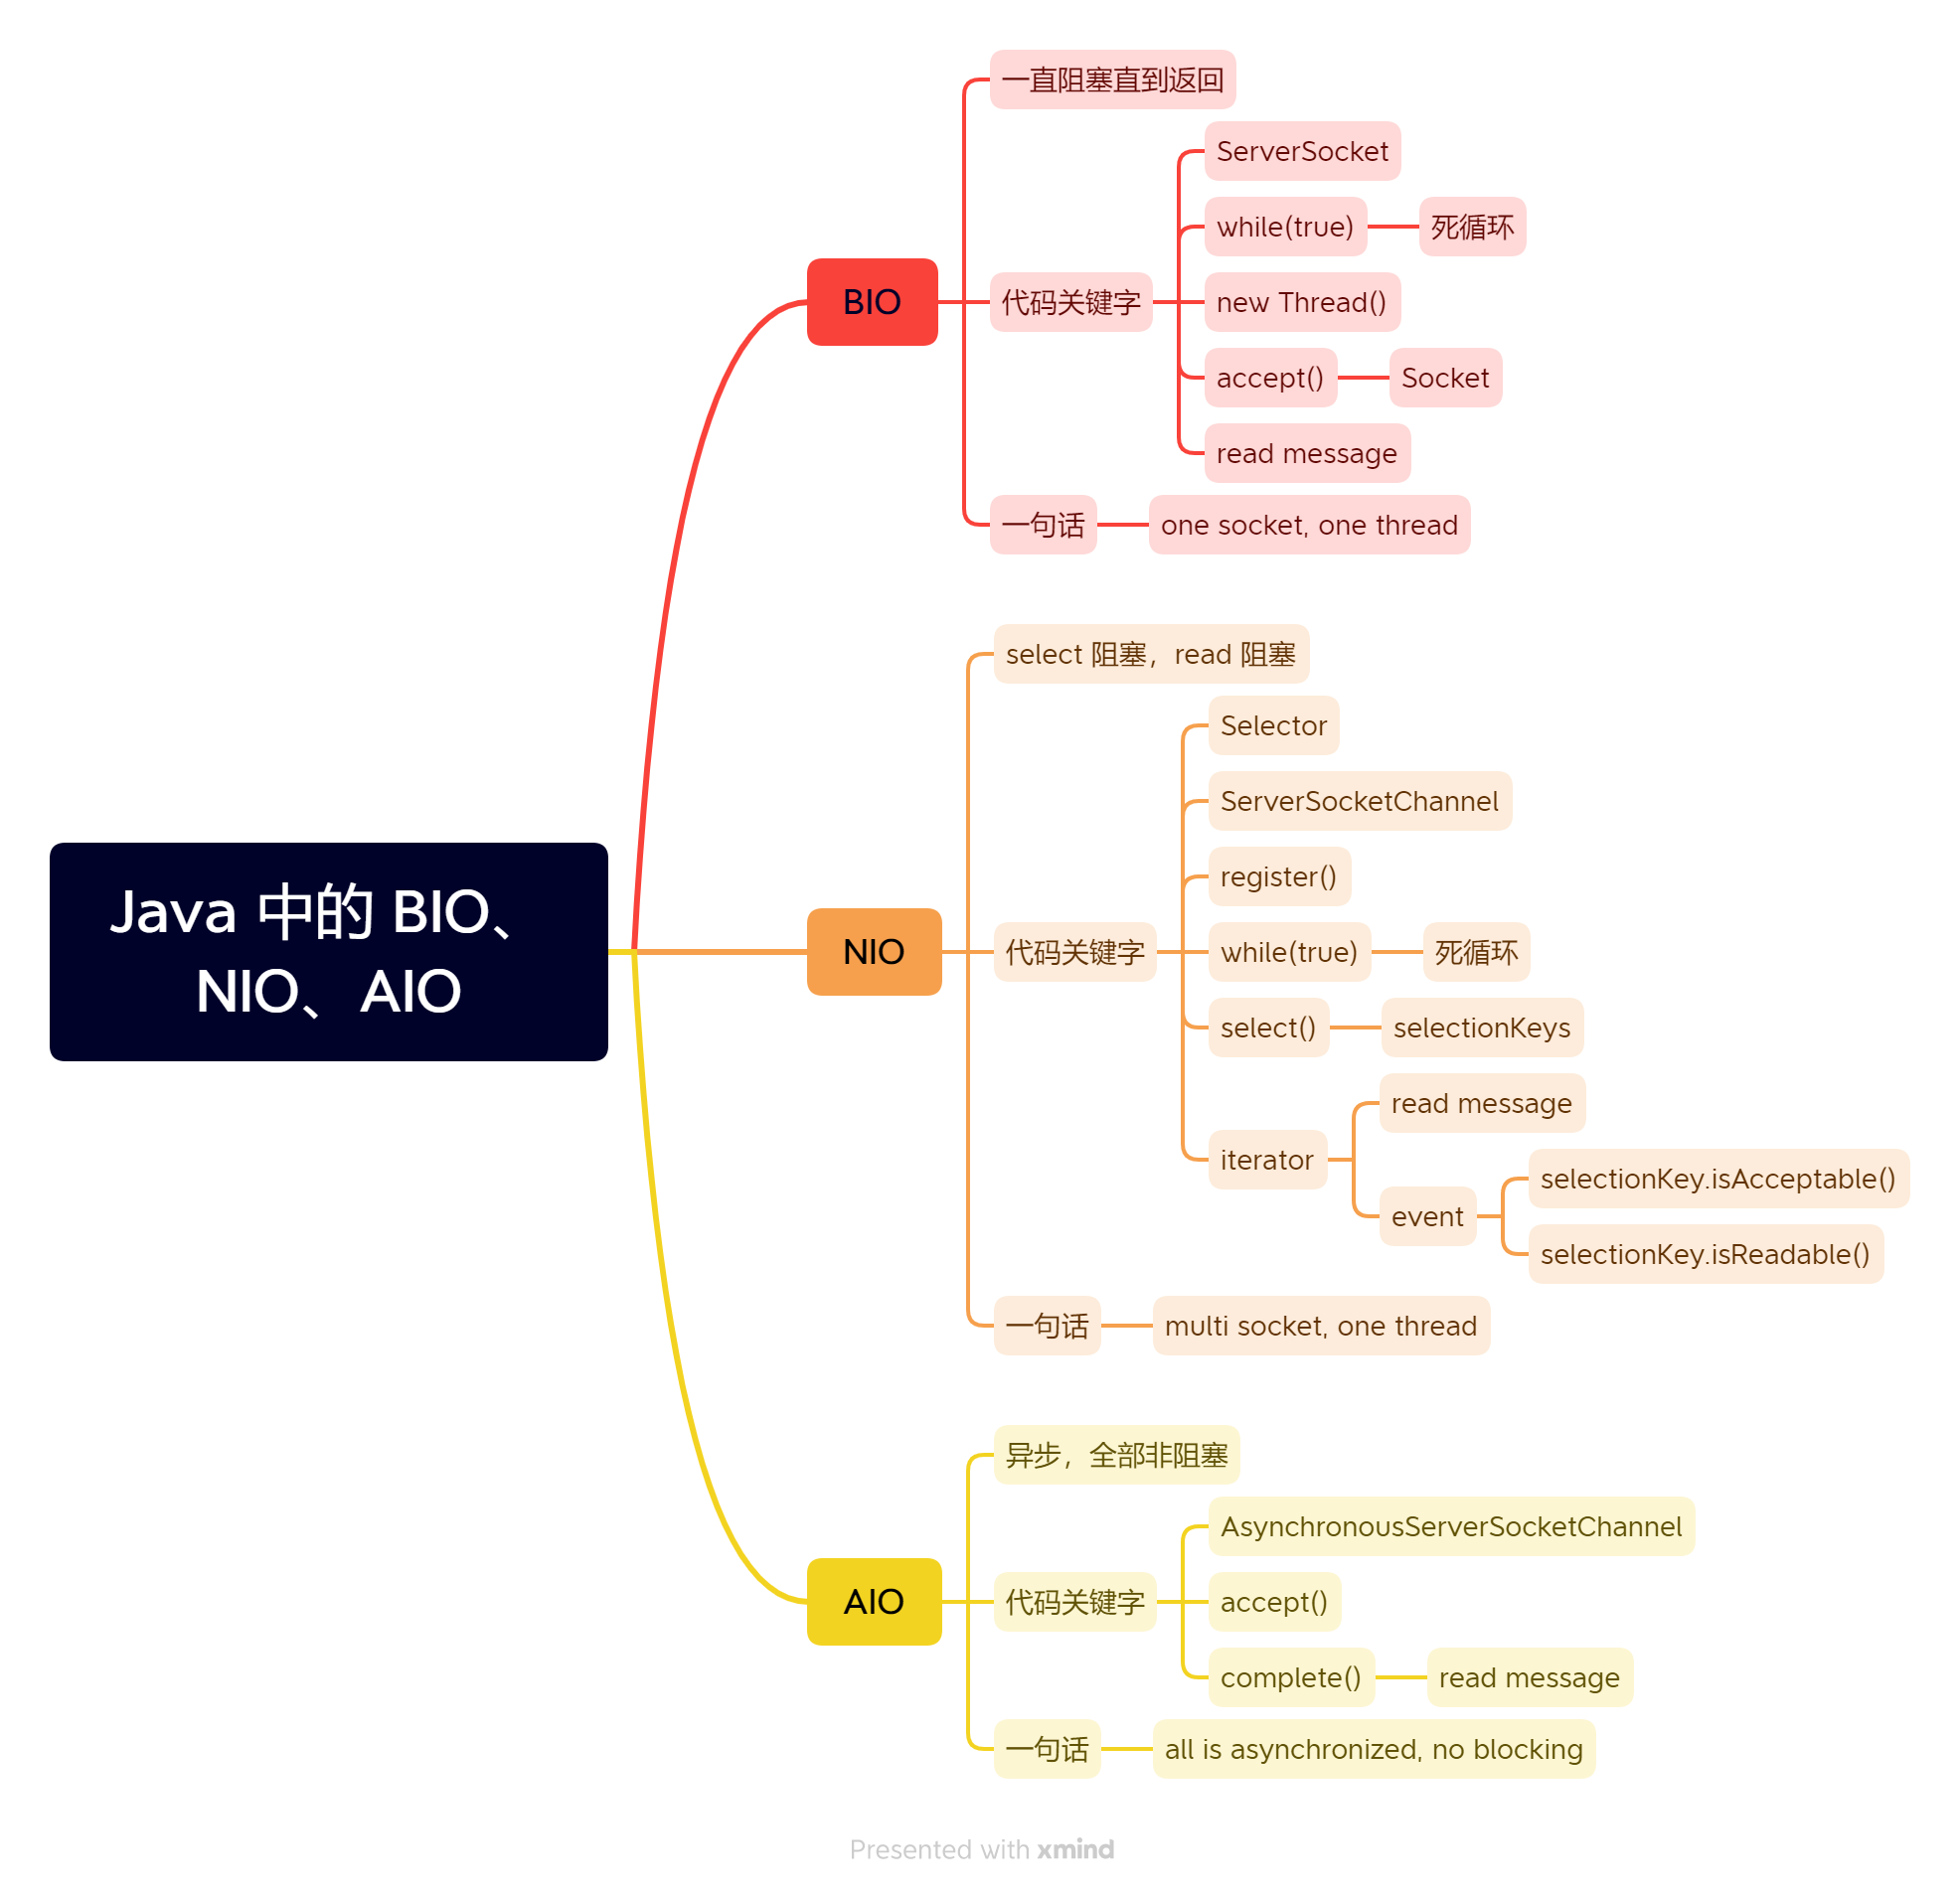 Java 中的 BIO、
NIO、AIO
BIO
一直阻塞直到返回
代码关键字
ServerSocket
while(true)
死循环
new Thread()
accept()
Socket
read message
一句话
one socket, one thread
NIO
select 阻塞，read 阻塞
代码关键字
Selector
ServerSocketChannel
register()
while(true)
死循环
select()
selectionKeys
iterator
read message
event
selectionKey.isAcceptable()
selectionKey.isReadable()
一句话
multi socket, one thread
AIO
异步，全部非阻塞
代码关键字
AsynchronousServerSocketChannel
accept()
complete()
read message
一句话
all is asynchronized, no blocking
Presented with xmind